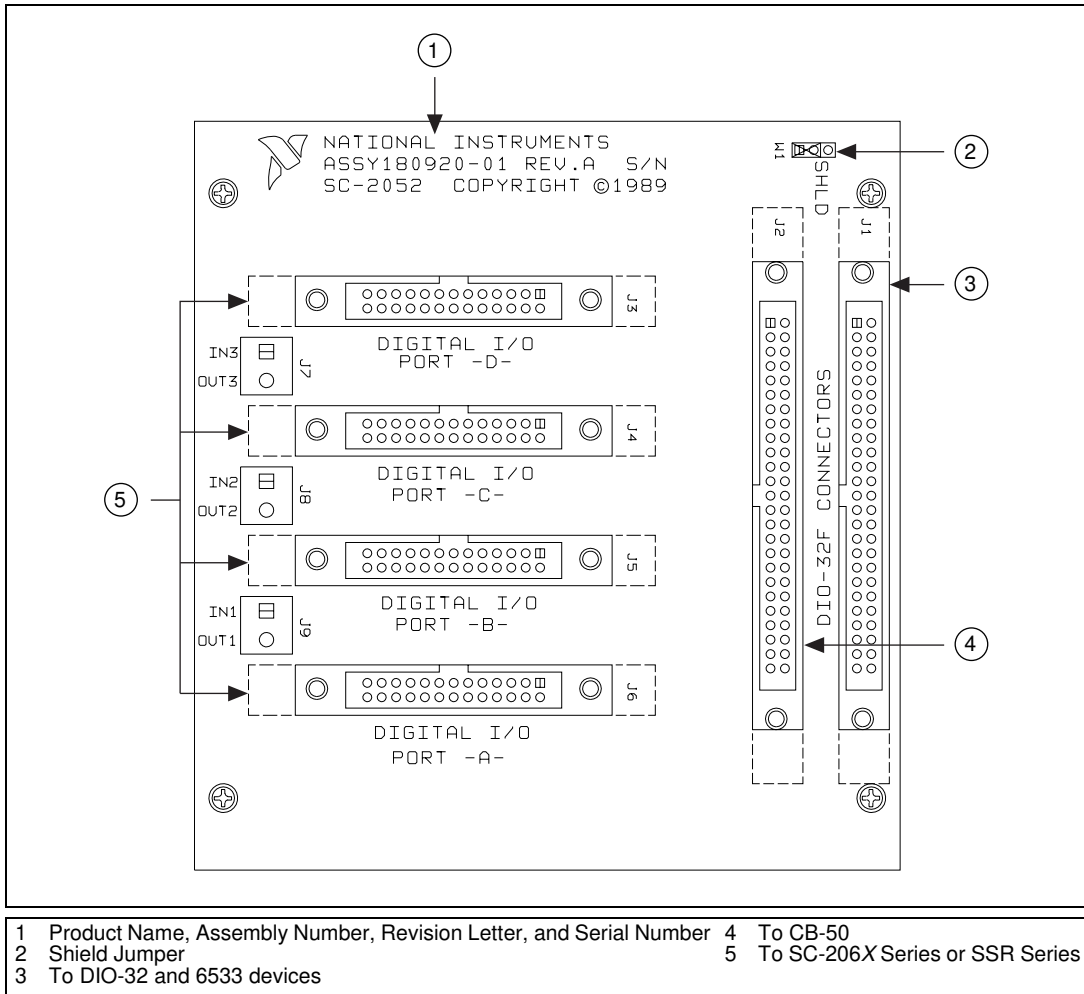 1
NATIONAL INSTRUMENTS
ASSY180920-01 REV.A S/N
SC-2052 COPYRIGHT ©1989
W1
SHLD
2
J2
J1
3
J3
DIGITAL I/O
PORT -D-
IN3
OUT3
J7
J4
DIGITAL I/O
PORT -C-
IN2
OUT2
J8
5
J5
DIGITAL I/O
PORT -B-
IN1
OUT1
J9
J6
DIGITAL I/O
PORT -A-
DIO-32F CONNECTORS
4
1 Product Name, Assembly Number, Revision Letter, and Serial Number
2 Shield Jumper
3 To DIO-32 and 6533 devices
4 To CB-50
5 To SC-206X Series or SSR Series